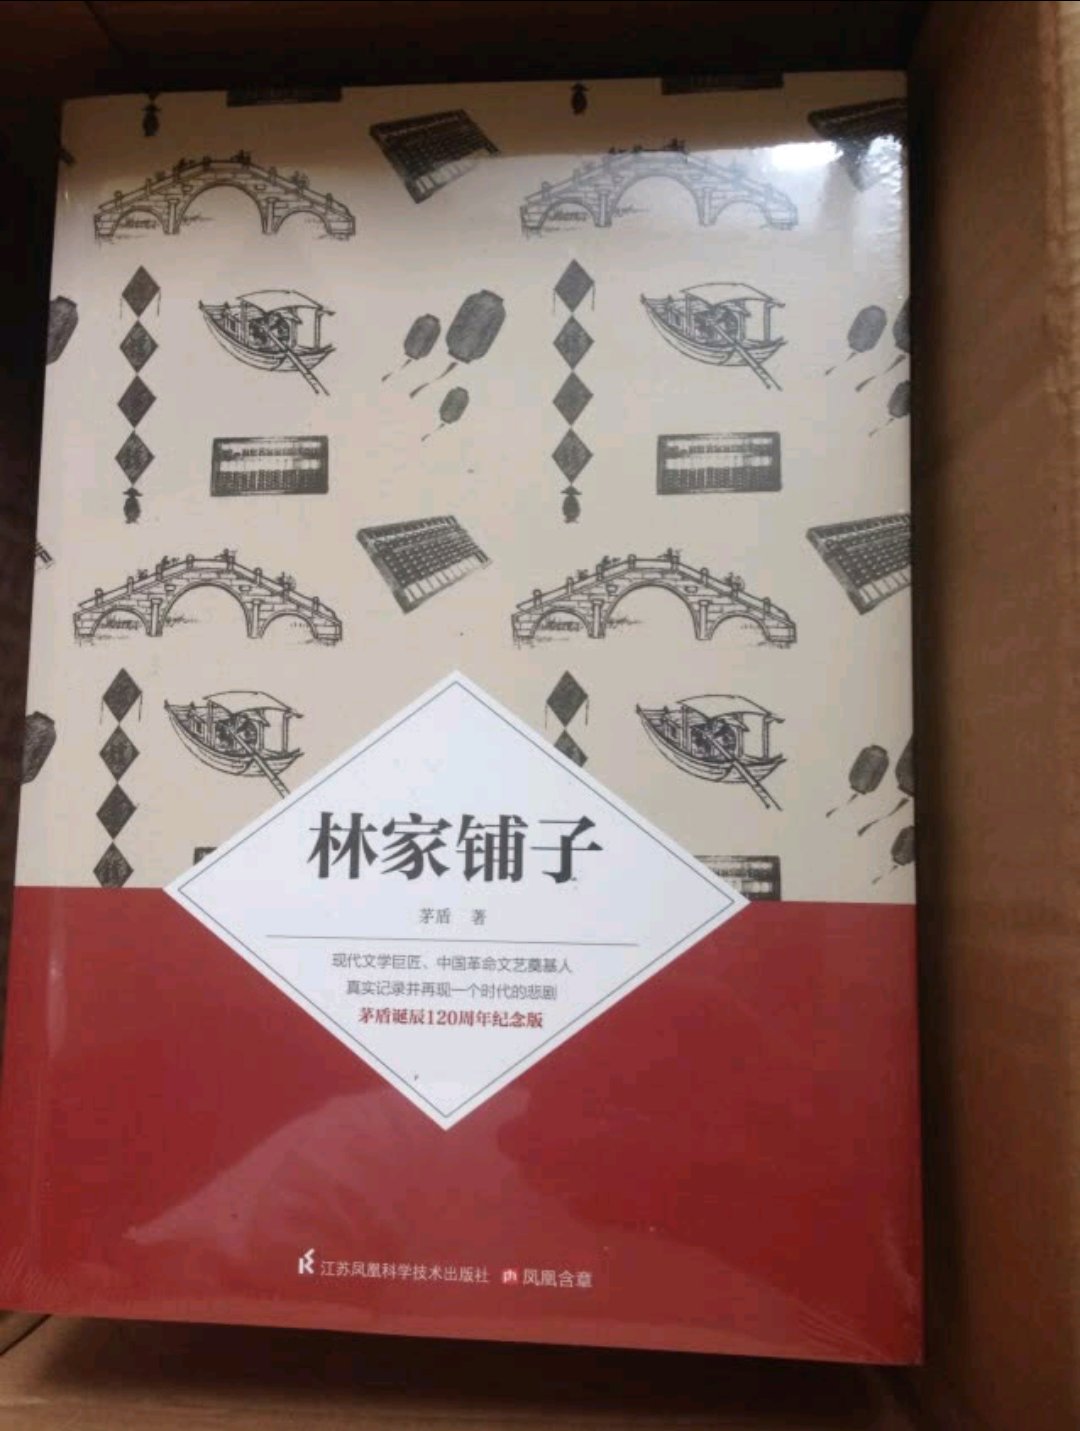 林家铺子
茅盾 著
现代文学巨匠、中国革命文艺奠基人
真实记录并再现一个时代的悲剧
茅盾诞辰120周年纪念版
江苏凤凰科学技术出版社 凤凰含章